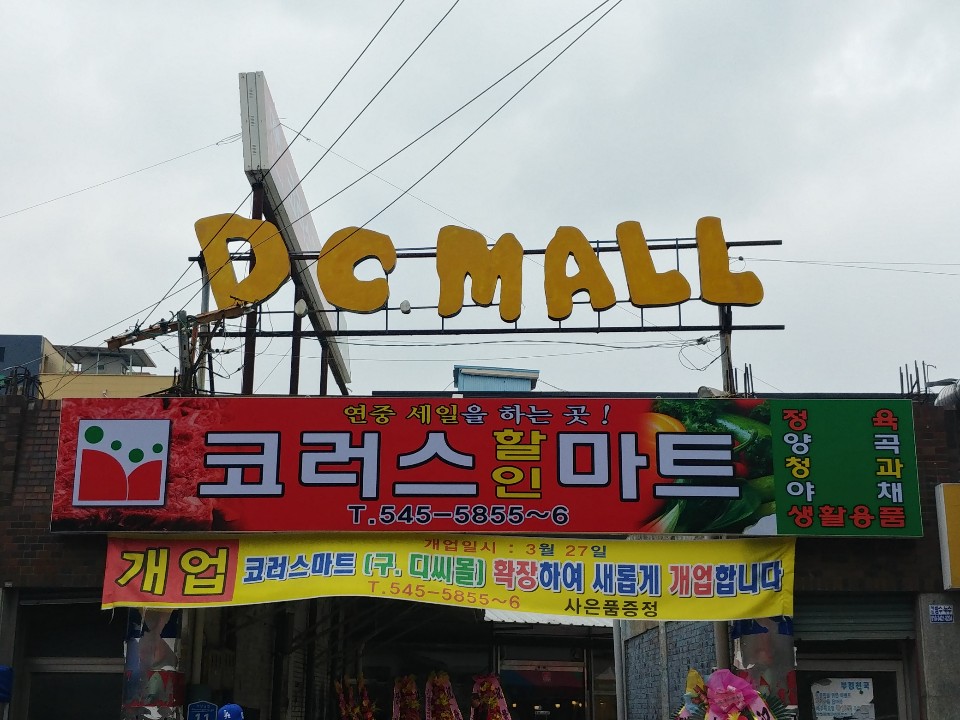 DC MALL
연중 세일을 하는 곳!
코러스할인마트
T.545-5855~6
정육
양곡
청과
야채
생활용품
개업일시 : 3월 27일
개업 코러스마트 (구. 디씨몰) 확장하여 새롭게 개업합니다
T.545-5855~6 사은품증정
11